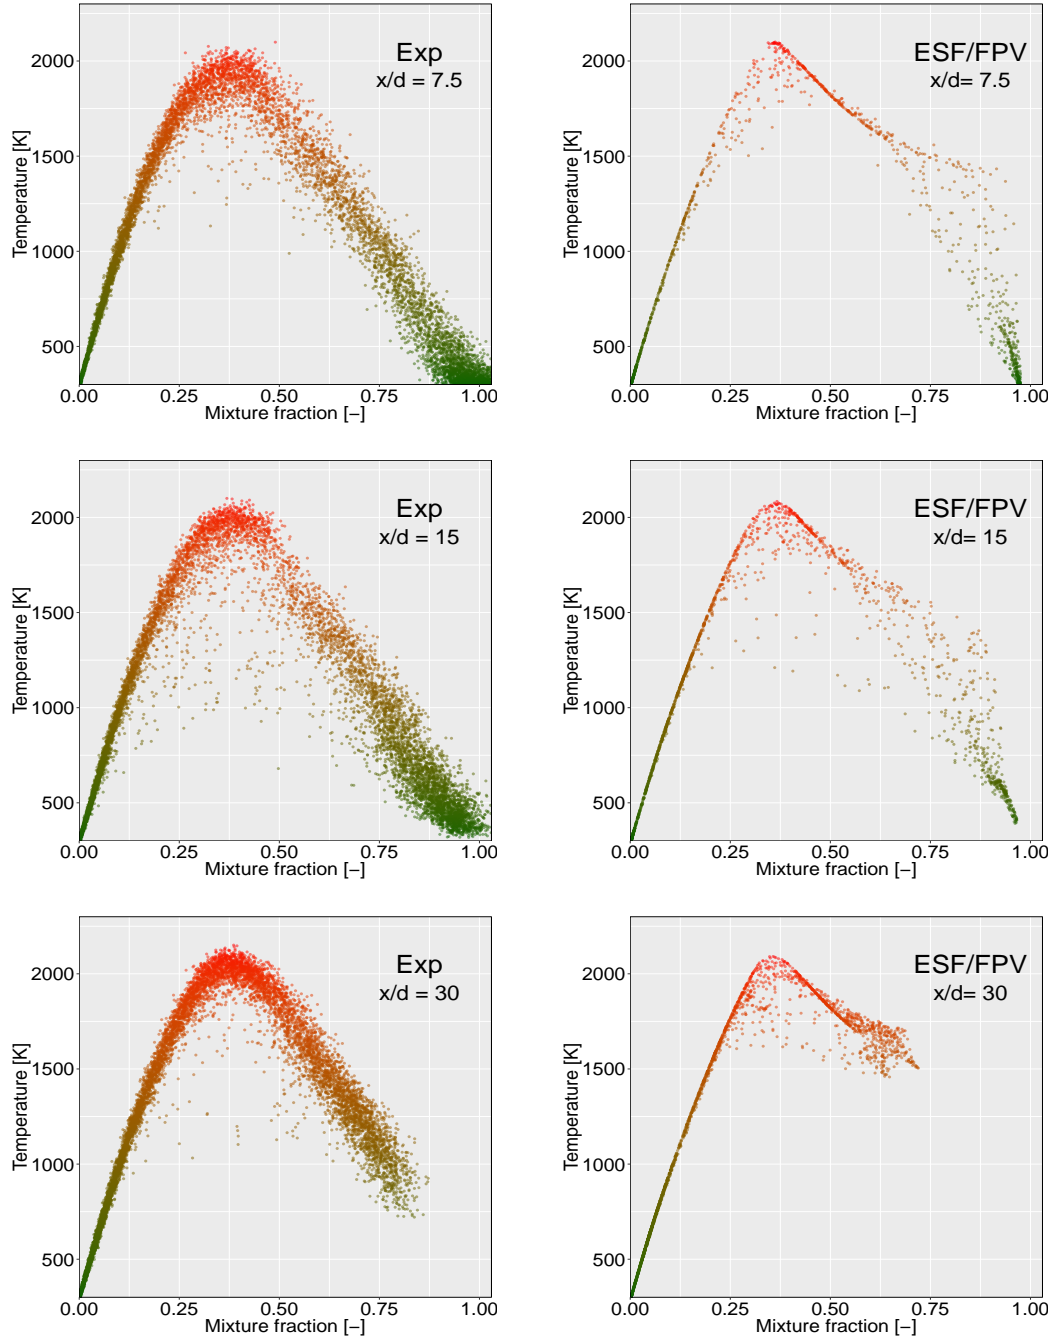 Exp
x/d = 7.5
2000
1500
1000
500
Temperature [K]
0.00 0.25 0.50 0.75 1.00
Mixture fraction [−]
ESF/FPV
x/d= 7.5
2000
1500
1000
500
Temperature [K]
0.00 0.25 0.50 0.75 1.00
Mixture fraction [−]
Exp
x/d = 15
2000
1500
1000
500
Temperature [K]
0.00 0.25 0.50 0.75 1.00
Mixture fraction [−]
ESF/FPV
x/d= 15
2000
1500
1000
500
Temperature [K]
0.00 0.25 0.50 0.75 1.00
Mixture fraction [−]
Exp
x/d = 30
2000
1500
1000
500
Temperature [K]
0.00 0.25 0.50 0.75 1.00
Mixture fraction [−]
ESF/FPV
x/d= 30
2000
1500
1000
500
Temperature [K]
0.00 0.25 0.50 0.75 1.00
Mixture fraction [−]